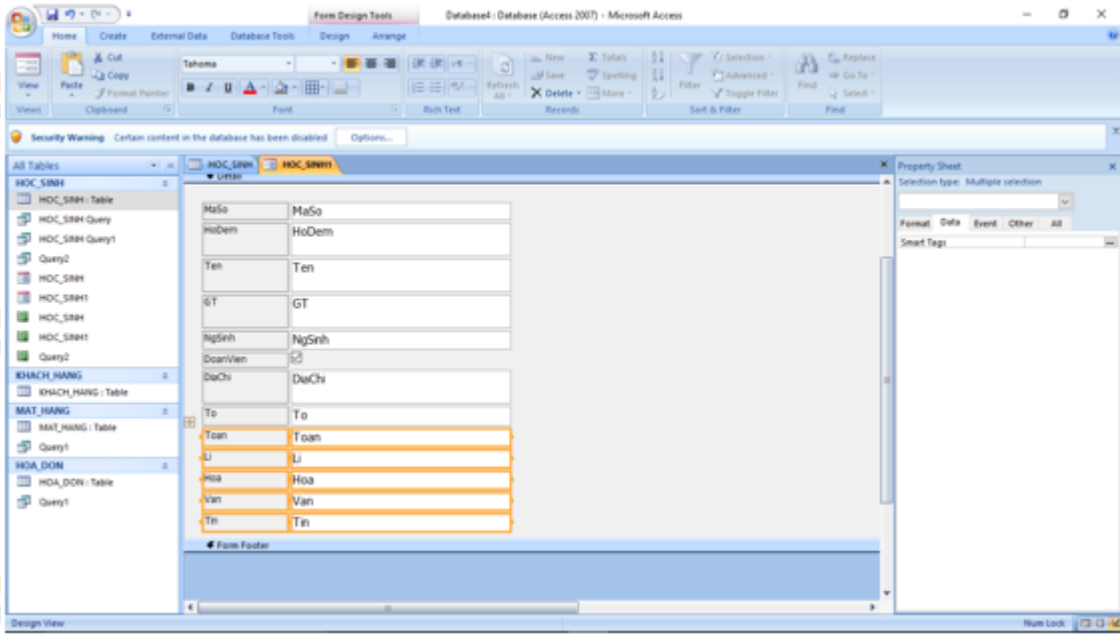 Form Design Tools Database4 : Database (Access 2007) - Microsoft Access
Home Create External Data Database Tools Design Arrange
View
Views
Paste
Cut
Copy
Format Painter
Clipboard
Tahoma
B I U A
Font
Rich Text
Refresh All
New
Save
Delete
Totals
Spelling
More
Records
Filter
Selection
Advanced
Toggle Filter
Sort & Filter
Find
Replace
Go To
Select
Find
Security Warning Certain content in the database has been disabled Options...
All Tables
HOC_SINH
HOC_SINH : Table
HOC_SINH Query
HOC_SINH Query1
Query2
HOC_SINH
HOC_SINH1
HOC_SINH
HOC_SINH1
Query2
KHACH_HANG
KHACH_HANG : Table
MAT_HANG
MAT_HANG : Table
Query1
HOA_DON
HOA_DON : Table
Query1
HOC_SINH HOC_SINH1
Detail
MaSo MaSo
HoDem HoDem
Ten Ten
GT GT
NgSinh NgSinh
DoanVien
DiaChi DiaChi
To To
Toan Toan
Li Li
Hoa Hoa
Van Van
Tin Tin
Form Footer
Property Sheet
Selection type: Multiple selection
Format Data Event Other All
Smart Tags
Design View Num Lock